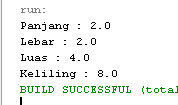 run:
Panjang : 2.0
Lebar : 2.0
Luas : 4.0
Keliling : 8.0
BUILD SUCCESSFUL (total